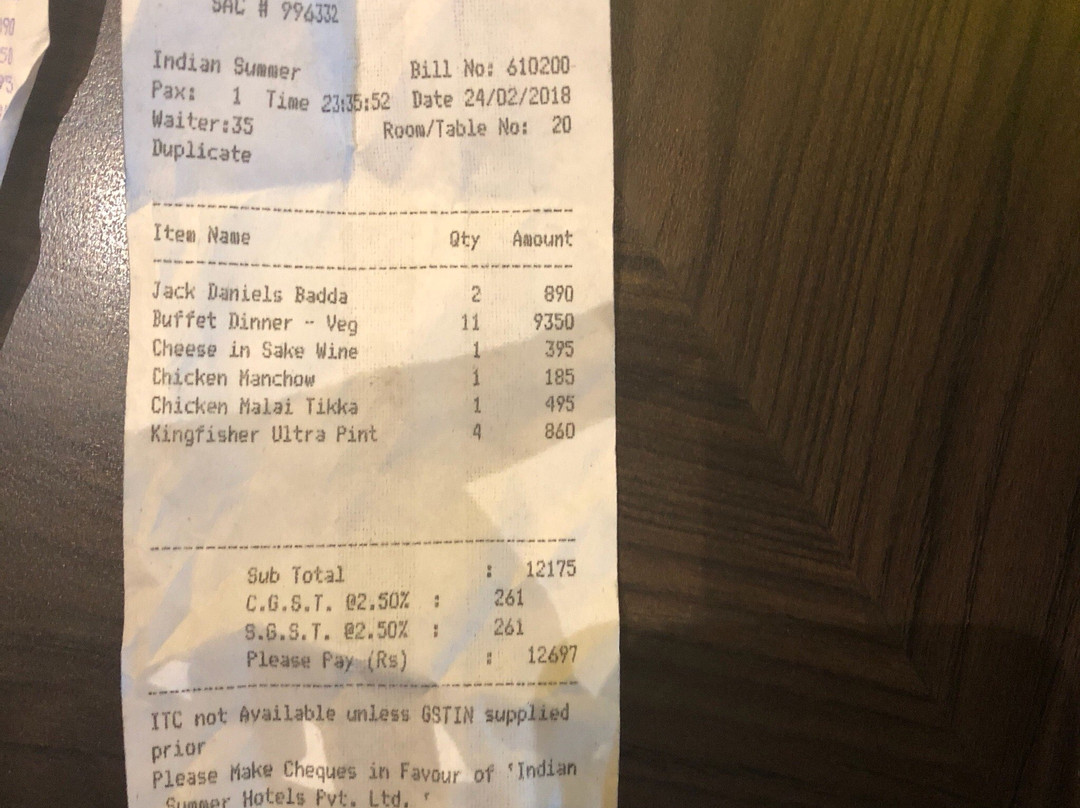 SAC # 996332
Indian Summer Bill No: 610200
Pax: 1 Time 23:35:52 Date 24/02/2018
Waiter:35 Room/Table No: 20
Duplicate
Item Name Qty Amount
Jack Daniels Badda 2 890
Buffet Dinner - Veg 11 9350
Cheese in Sake Wine 1 395
Chicken Manchow 1 185
Chicken Malai Tikka 1 495
Kingfisher Ultra Pint 4 860
Sub Total : 12175
C.G.S.T. @2.50% : 261
S.G.S.T. @2.50% : 261
Please Pay (Rs) : 12697
ITC not Available unless GSTIN supplied
prior
Please Make Cheques in Favour of 'Indian
Summer Hotels Pvt. Ltd. '